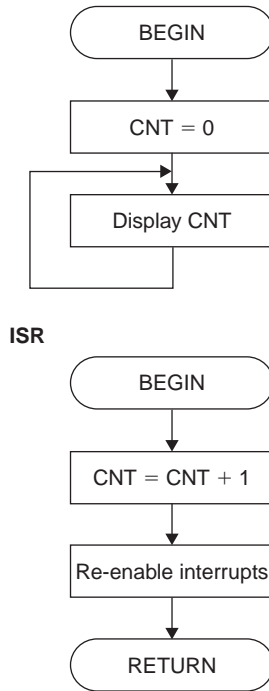 BEGIN
CNT = 0
Display CNT
ISR
BEGIN
CNT = CNT + 1
Re-enable interrupts
RETURN